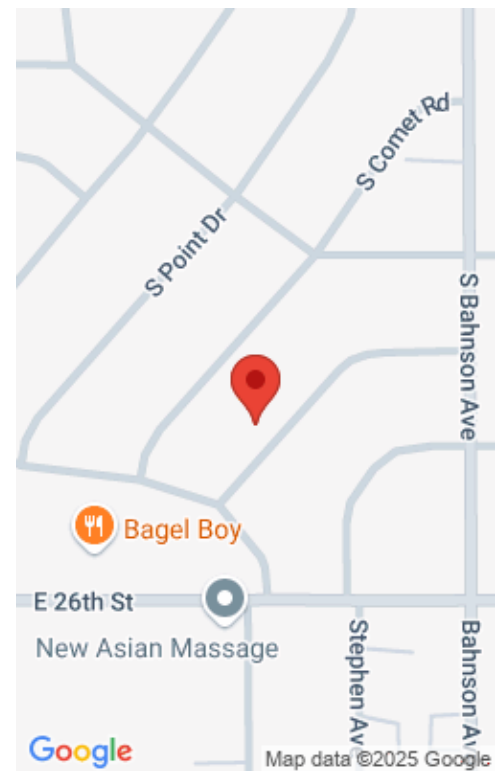 S Comet Rd
S Point Dr
S Bahnson Ave
Bagel Boy
E 26th St
New Asian Massage
Stephen Av
Bahnson Av
Google
Map data ©2025 Google